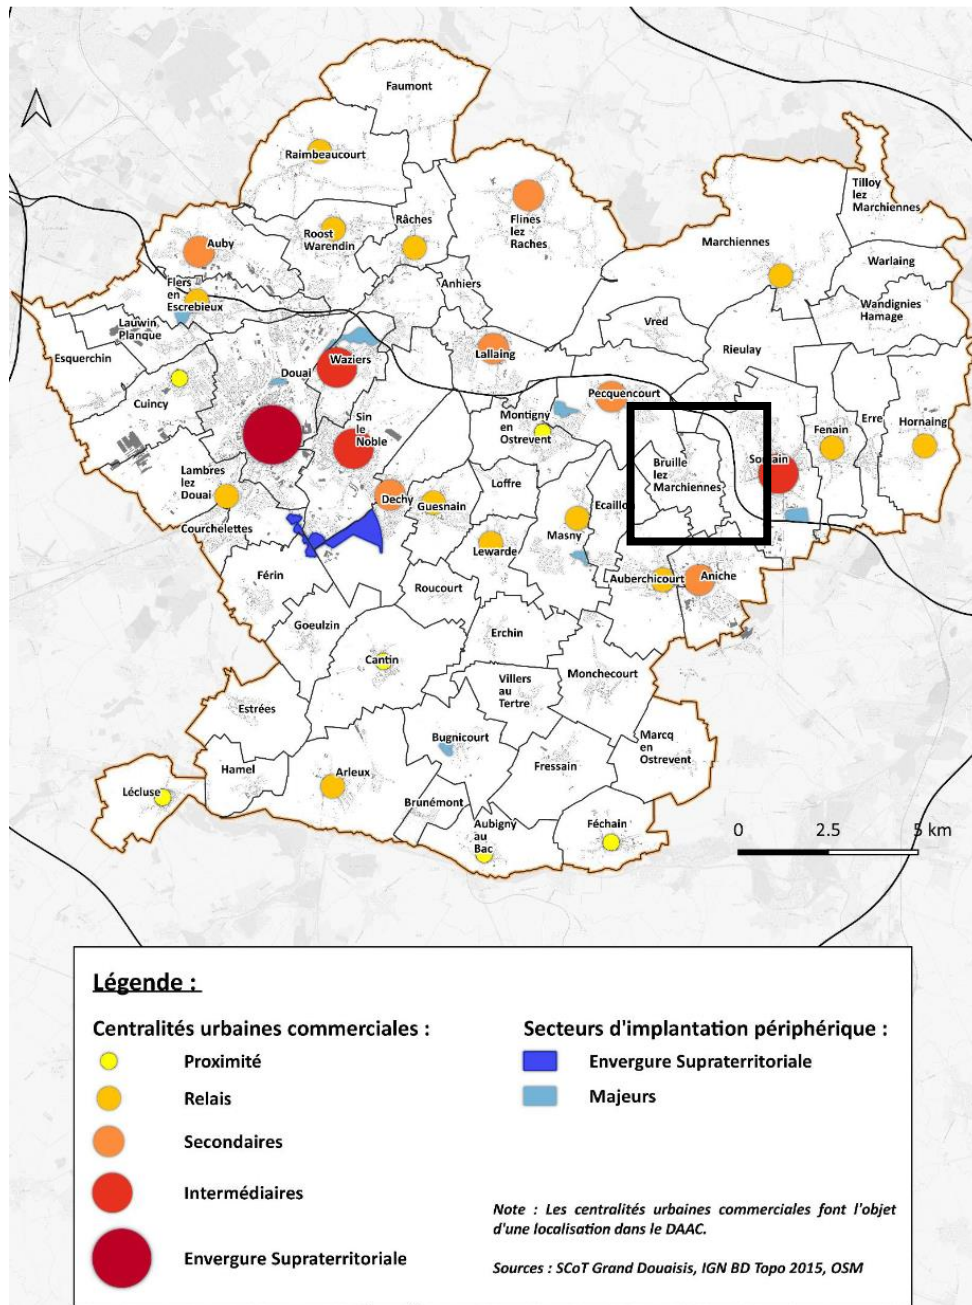 Faumont
Raimbeaucourt
Tilloy
lez
Marchiennes
Râches
Flines
lez
Raches
Roost
Warendin
Auby
Marchiennes
Warlaing
Flers
en
Escrebieux
Anhiers
Wandignies
Hamage
Lauwin
Planque
Vred
Rieulay
Esquerchin
Waziers
Lallaing
Douai
Cuincy
Pecquencourt
Montigny
en
Ostrevent
Sin
le
Noble
Erre
Hornaing
Fenain
Somain
Bruille
lez
Marchiennes
Lambres
lez
Douai
Loffre
Dechy
Guesnain
Ecaillon
Courchelettes
Masny
Lewarde
Férin
Roucourt
Auberchicourt
Aniche
Goeulzin
Erchin
Cantin
Villers
au
Tertre
Monchecourt
Estrées
Bugnicourt
Marcq
en
Ostrevent
Hamel
Arleux
Fressain
Lécluse
Brunémont
Aubigny
au
Bac
Féchain
0 2.5 5 km
Légende :
Centralités urbaines commerciales :
Proximité
Relais
Secondaires
Intermédiaires
Envergure Supraterritoriale
Secteurs d'implantation périphérique :
Envergure Supraterritoriale
Majeurs
Note : Les centralités urbaines commerciales font l'objet
d'une localisation dans le DAAC.
Sources : SCoT Grand Douaisis, IGN BD Topo 2015, OSM